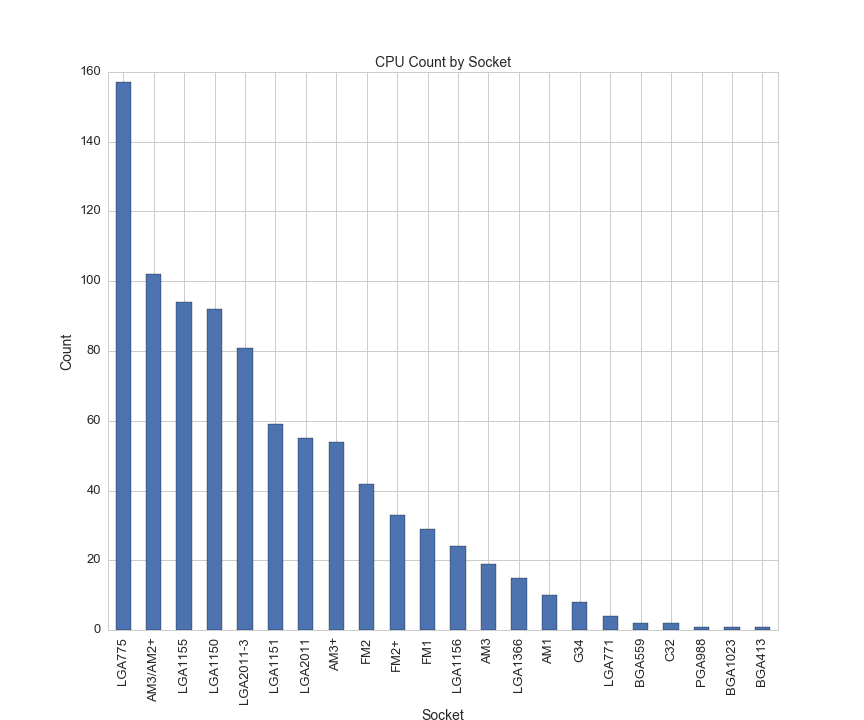 CPU Count by Socket
160
140
120
100
80
60
40
20
0
Count
LGA775
AM3/AM2+
LGA1155
LGA1150
LGA2011-3
LGA1151
LGA2011
AM3+
FM2
FM2+
FM1
LGA1156
AM3
LGA1366
AM1
G34
LGA771
BGA559
C32
PGA988
BGA1023
BGA413
Socket